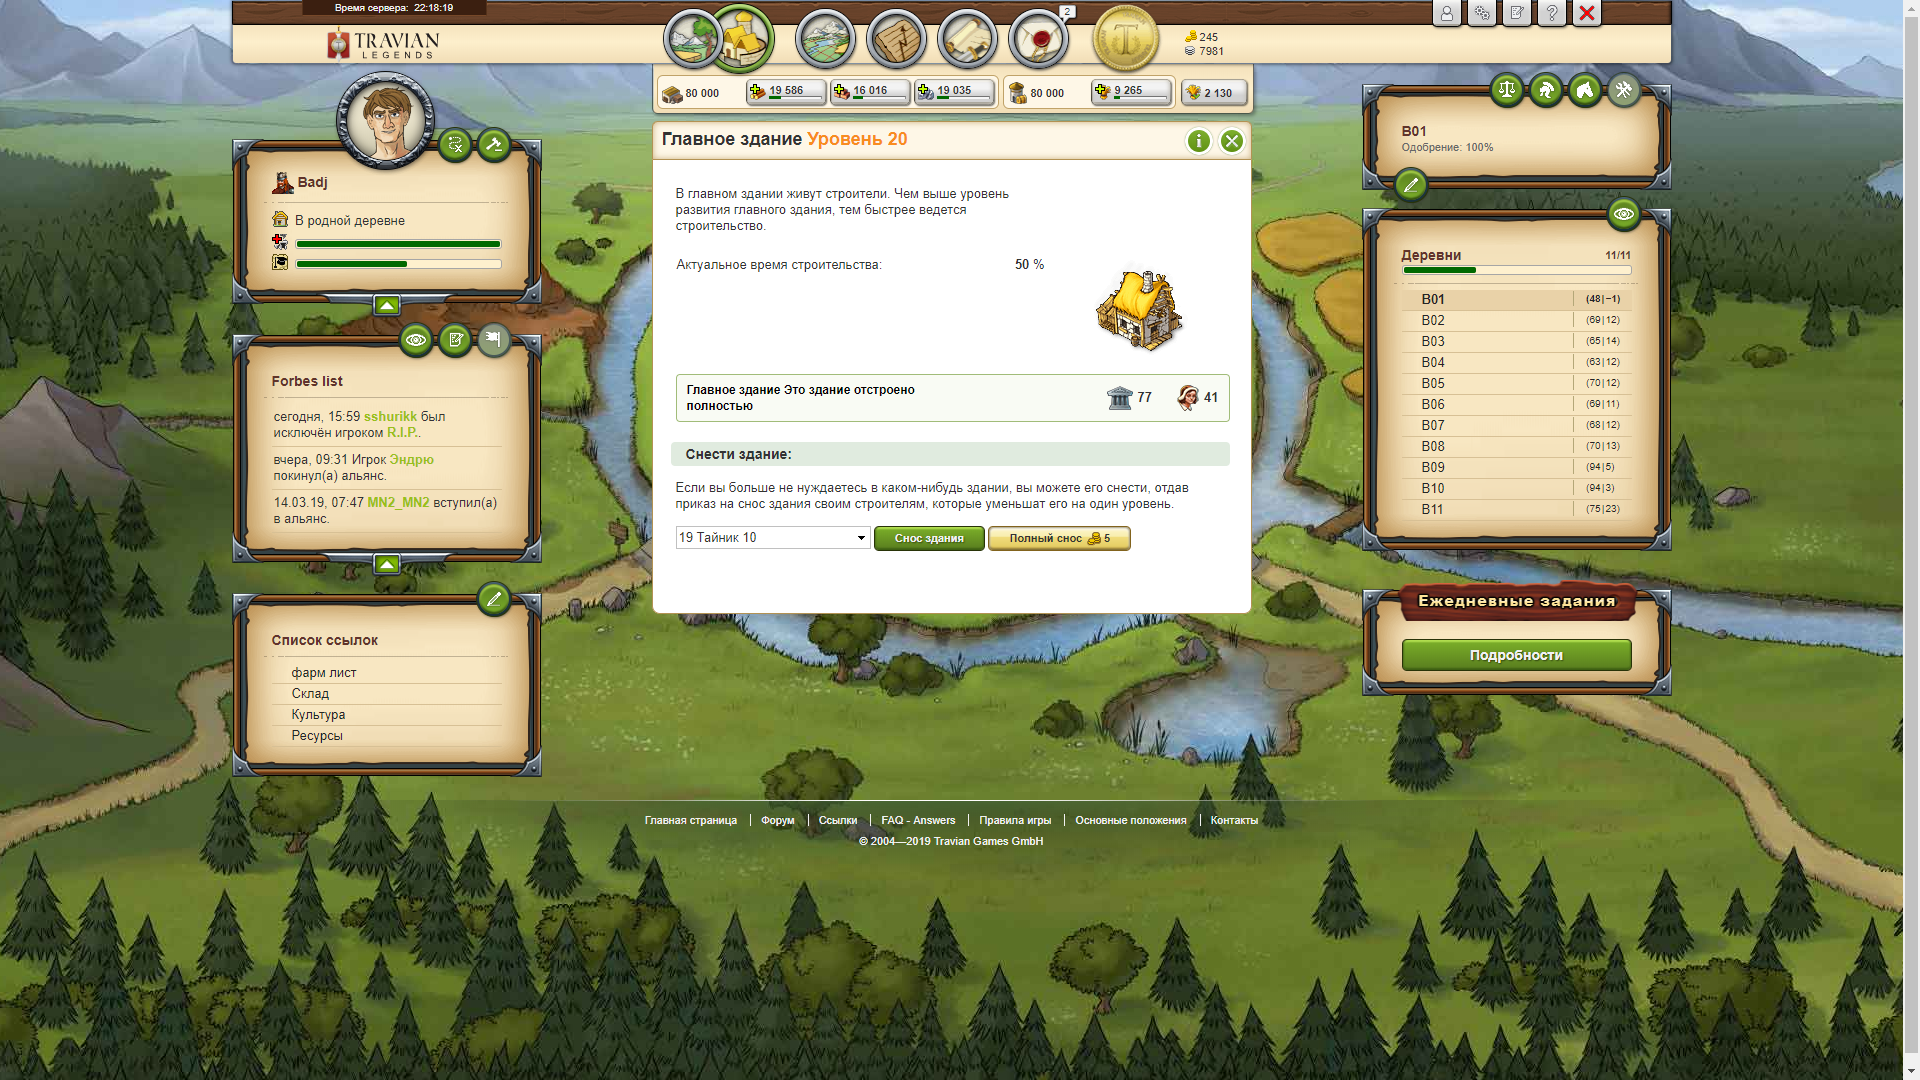 Время сервера: 22:18:19
TRAVIAN
LEGENDS
2
245
7981
80 000
19 586
16 016
19 035
80 000
9 265
2 130
Badj
В родной деревне
Forbes list
сегодня, 15:59 sshurikk был
исключён игроком R.I.P..
вчера, 09:31 Игрок Эндрю
покинул(а) альянс.
14.03.19, 07:47 MN2_MN2 вступил(а)
в альянс.
Список ссылок
фарм лист
Склад
Культура
Ресурсы
Главное здание Уровень 20
В главном здании живут строители. Чем выше уровень
развития главного здания, тем быстрее ведется
строительство.
Актуальное время строительства: 50 %
Главное здание Это здание отстроено
полностью
77 41
Снести здание:
Если вы больше не нуждаетесь в каком-нибудь здании, вы можете его снести, отдав
приказ на снос здания своим строителям, которые уменьшат его на один уровень.
19 Тайник 10 Снос здания Полный снос 5
B01
Одобрение: 100%
Деревни 11/11
B01 (48|−1)
B02 (69|12)
B03 (65|14)
B04 (63|12)
B05 (70|12)
B06 (69|11)
B07 (68|12)
B08 (70|13)
B09 (94|5)
B10 (94|3)
B11 (75|23)
Ежедневные задания
Подробности
Главная страница | Форум | Ссылки | FAQ - Answers | Правила игры | Основные положения | Контакты
© 2004—2019 Travian Games GmbH